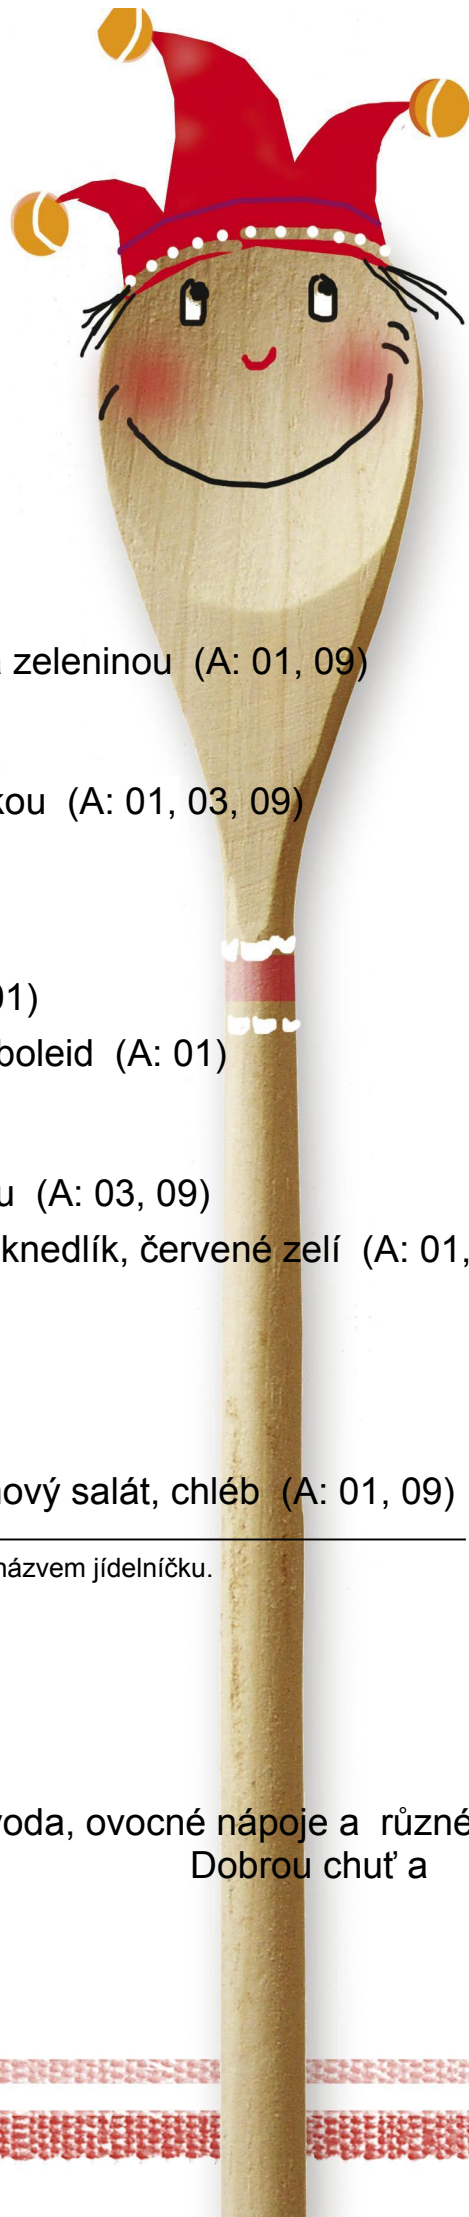 zeleninou (A: 01, 09)
kou (A: 01, 03, 09)
01)
boleid (A: 01)
u (A: 03, 09)
knedlík, červené zelí (A: 01,
nový salát, chléb (A: 01, 09)
názvem jídelníčku.
voda, ovocné nápoje a různé
Dobrou chuť a